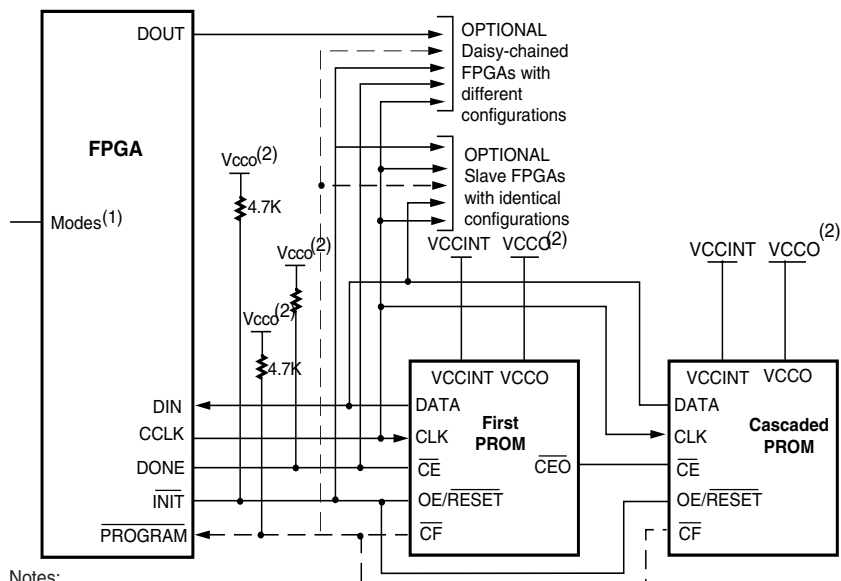 DOUT
OPTIONAL
Daisy-chained
FPGAs with
different
configurations
FPGA
Vcco(2)
4.7K
OPTIONAL
Slave FPGAs
with identical
configurations
Modes(1)
Vcco(2)
VCCINT VCCO(2)
VCCINT VCCO(2)
Vcco(2)
4.7K
VCCINT VCCO
VCCINT VCCO
DIN
DATA
First
PROM
DATA
Cascaded
PROM
CCLK
CLK
CLK
DONE
CE
CEO
CE
INIT
OE/RESET
OE/RESET
PROGRAM
CF
CF
Notes: